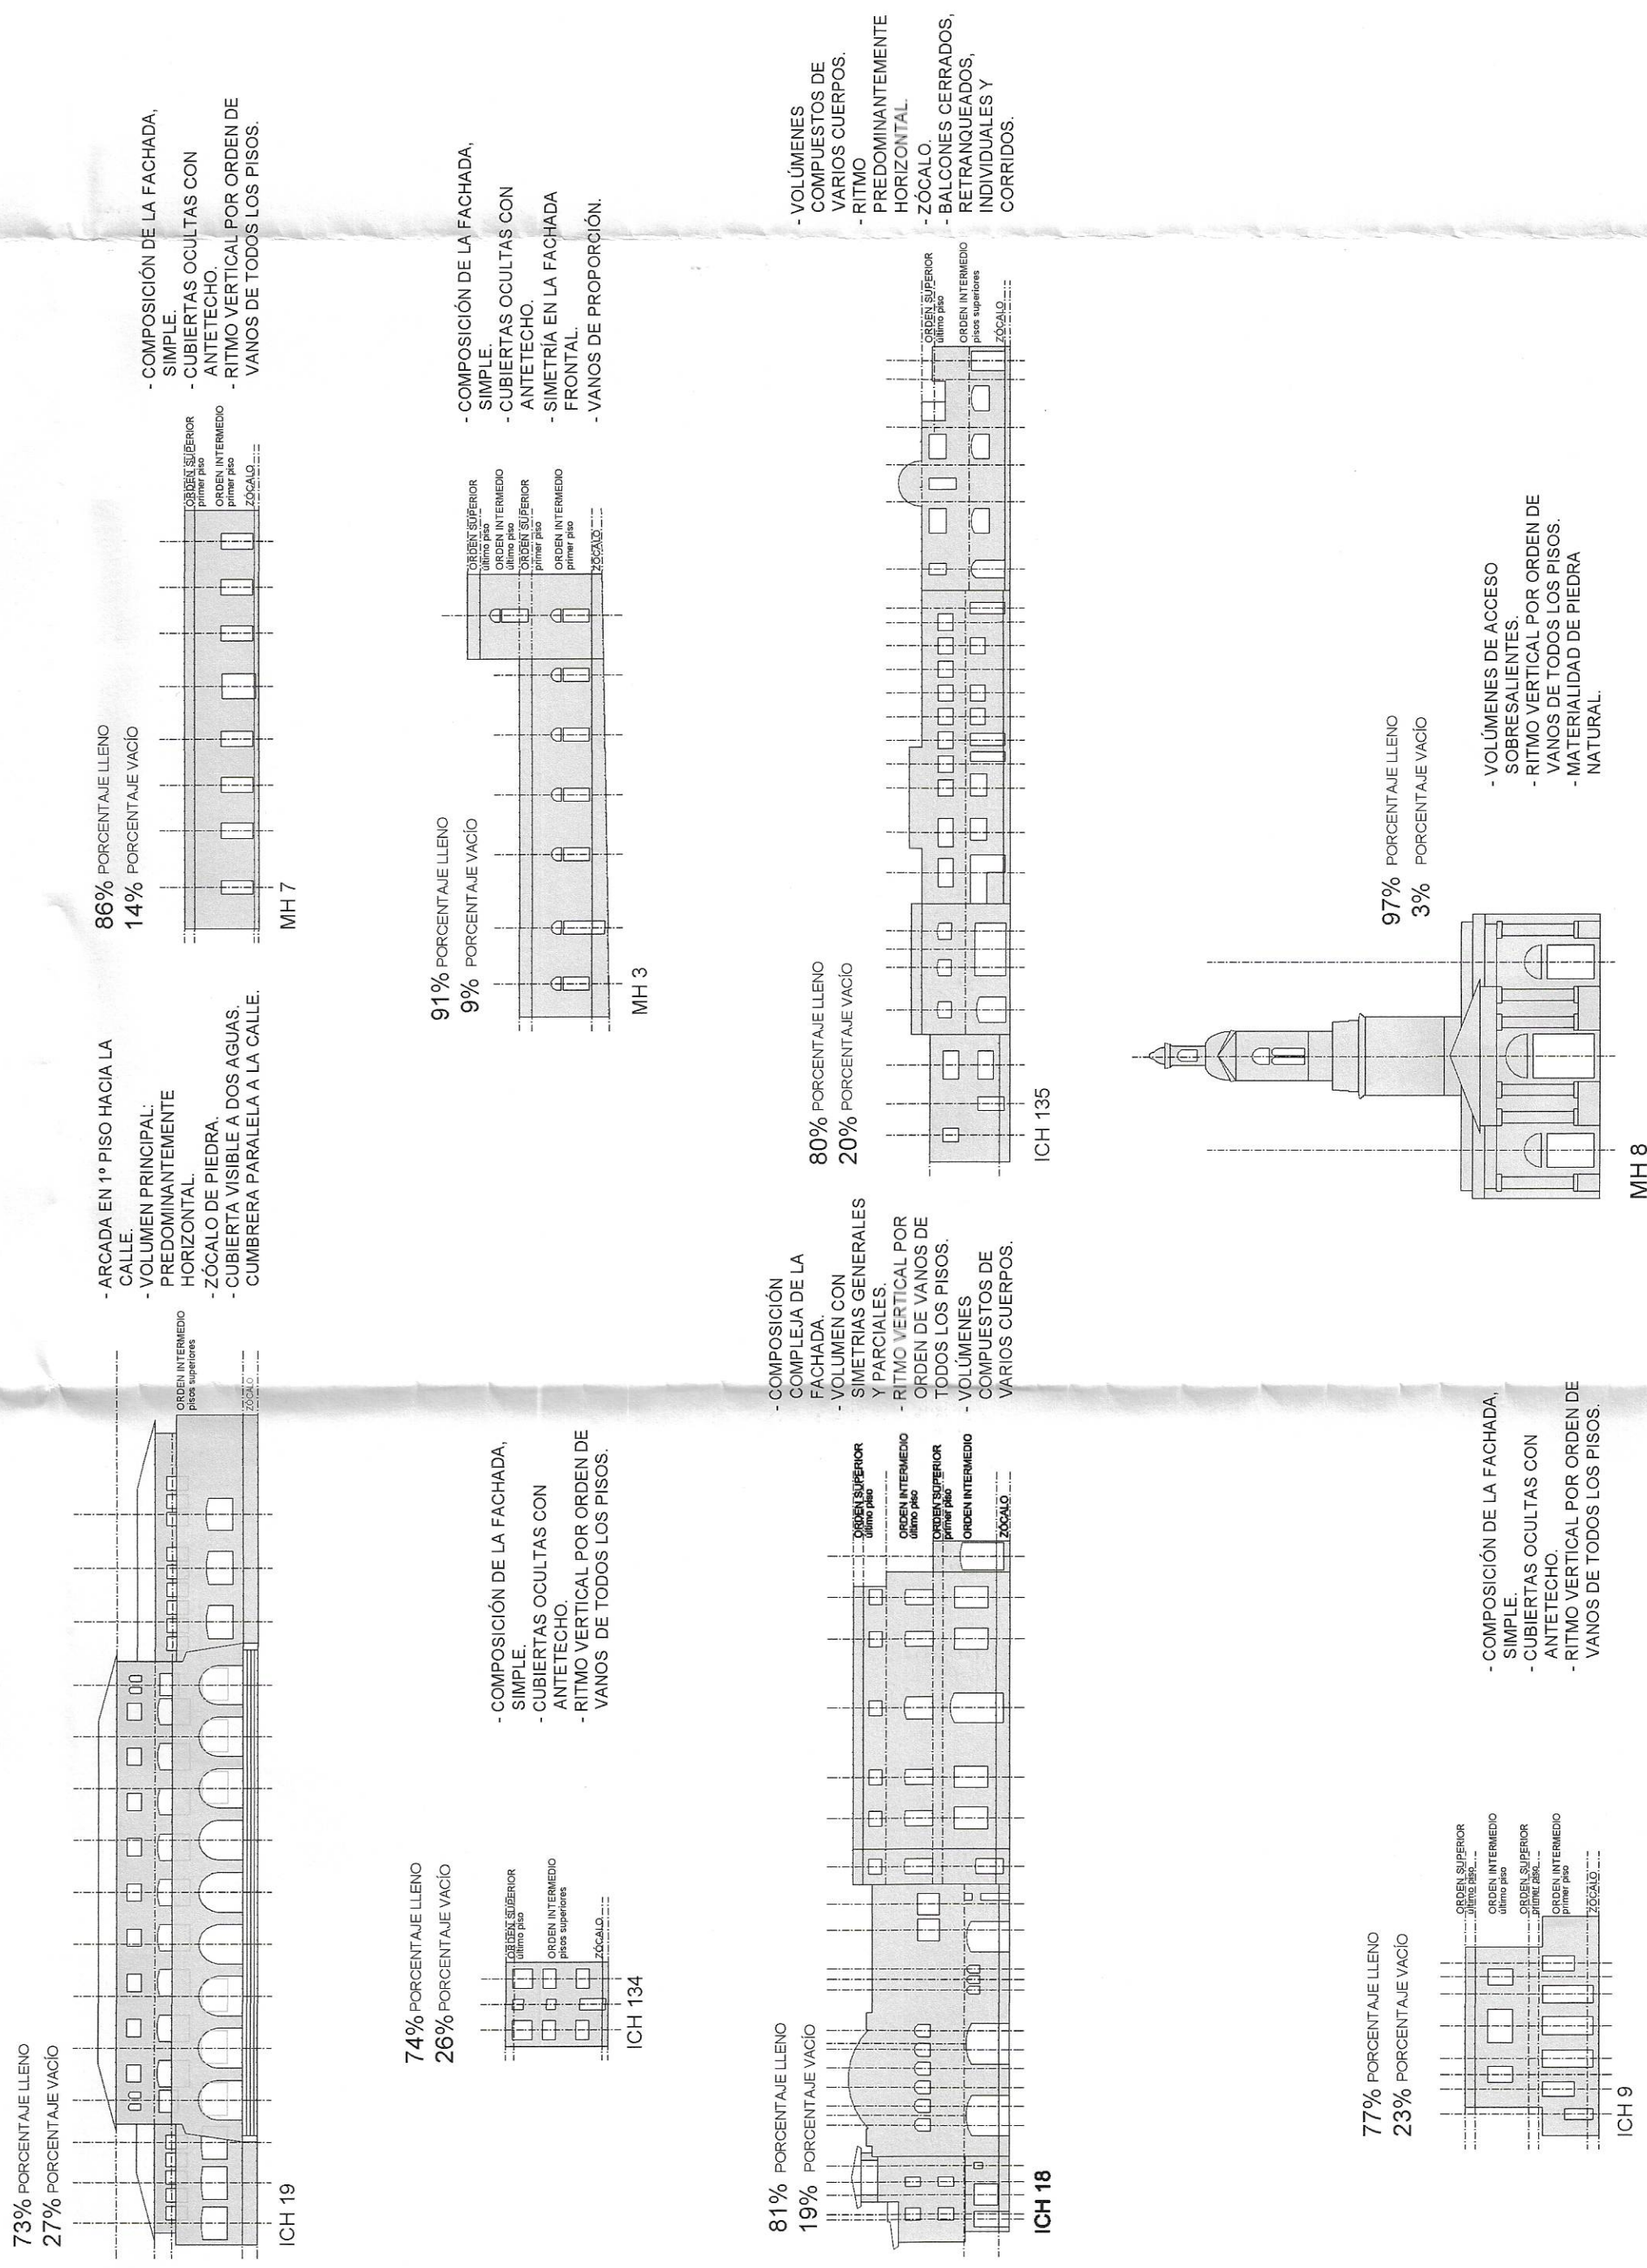 73% PORCENTAJE LLENO
27% PORCENTAJE VACÍO
ORDEN INTERMEDIO
pisos superiores
ZÓCALO
ICH 19
- ARCADA EN 1º PISO HACIA LA
CALLE.
- VOLUMEN PRINCIPAL:
PREDOMINANTEMENTE
HORIZONTAL.
- ZÓCALO DE PIEDRA.
- CUBIERTA VISIBLE A DOS AGUAS.
CUMBRERA PARALELA A LA CALLE.
86% PORCENTAJE LLENO
14% PORCENTAJE VACÍO
ORDEN SUPERIOR
primer piso
ORDEN INTERMEDIO
primer piso
ZÓCALO
MH 7
- COMPOSICIÓN DE LA FACHADA,
SIMPLE.
- CUBIERTAS OCULTAS CON
ANTETECHO.
- RITMO VERTICAL POR ORDEN DE
VANOS DE TODOS LOS PISOS.
74% PORCENTAJE LLENO
26% PORCENTAJE VACÍO
ORDEN SUPERIOR
último piso
ORDEN INTERMEDIO
pisos superiores
ZÓCALO
ICH 134
- COMPOSICIÓN DE LA FACHADA,
SIMPLE.
- CUBIERTAS OCULTAS CON
ANTETECHO.
- RITMO VERTICAL POR ORDEN DE
VANOS DE TODOS LOS PISOS.
91% PORCENTAJE LLENO
9% PORCENTAJE VACÍO
ORDEN SUPERIOR
último piso
ORDEN INTERMEDIO
último piso
ORDEN SUPERIOR
primer piso
ORDEN INTERMEDIO
primer piso
ZÓCALO
MH 3
- COMPOSICIÓN DE LA FACHADA,
SIMPLE.
- CUBIERTAS OCULTAS CON
ANTETECHO.
- SIMETRÍA EN LA FACHADA
FRONTAL.
- VANOS DE PROPORCIÓN.
81% PORCENTAJE LLENO
19% PORCENTAJE VACÍO
ORDEN SUPERIOR
último piso
ORDEN INTERMEDIO
último piso
ORDEN SUPERIOR
primer piso
ORDEN INTERMEDIO
ZÓCALO
ICH 18
- COMPOSICIÓN
COMPLEJA DE LA
FACHADA.
- VOLUMEN CON
SIMETRIAS GENERALES
Y PARCIALES.
- RITMO VERTICAL POR
ORDEN DE VANOS DE
TODOS LOS PISOS.
- VOLÚMENES
COMPUESTOS DE
VARIOS CUERPOS.
80% PORCENTAJE LLENO
20% PORCENTAJE VACÍO
ORDEN SUPERIOR
último piso
ORDEN INTERMEDIO
pisos superiores
ZÓCALO
ICH 135
- VOLÚMENES
COMPUESTOS DE
VARIOS CUERPOS.
- RITMO
PREDOMINANTEMENTE
HORIZONTAL.
- ZÓCALO.
- BALCONES CERRADOS,
RETRANQUEADOS,
INDIVIDUALES Y
CORRIDOS.
77% PORCENTAJE LLENO
23% PORCENTAJE VACÍO
ORDEN SUPERIOR
último piso
ORDEN INTERMEDIO
último piso
ORDEN SUPERIOR
primer piso
ORDEN INTERMEDIO
primer piso
ZÓCALO
ICH 9
- COMPOSICIÓN DE LA FACHADA,
SIMPLE.
- CUBIERTAS OCULTAS CON
ANTETECHO.
- RITMO VERTICAL POR ORDEN DE
VANOS DE TODOS LOS PISOS.
97% PORCENTAJE LLENO
3% PORCENTAJE VACÍO
MH 8
- VOLÚMENES DE ACCESO
SOBRESALIENTES.
- RITMO VERTICAL POR ORDEN DE
VANOS DE TODOS LOS PISOS.
- MATERIALIDAD DE PIEDRA
NATURAL.